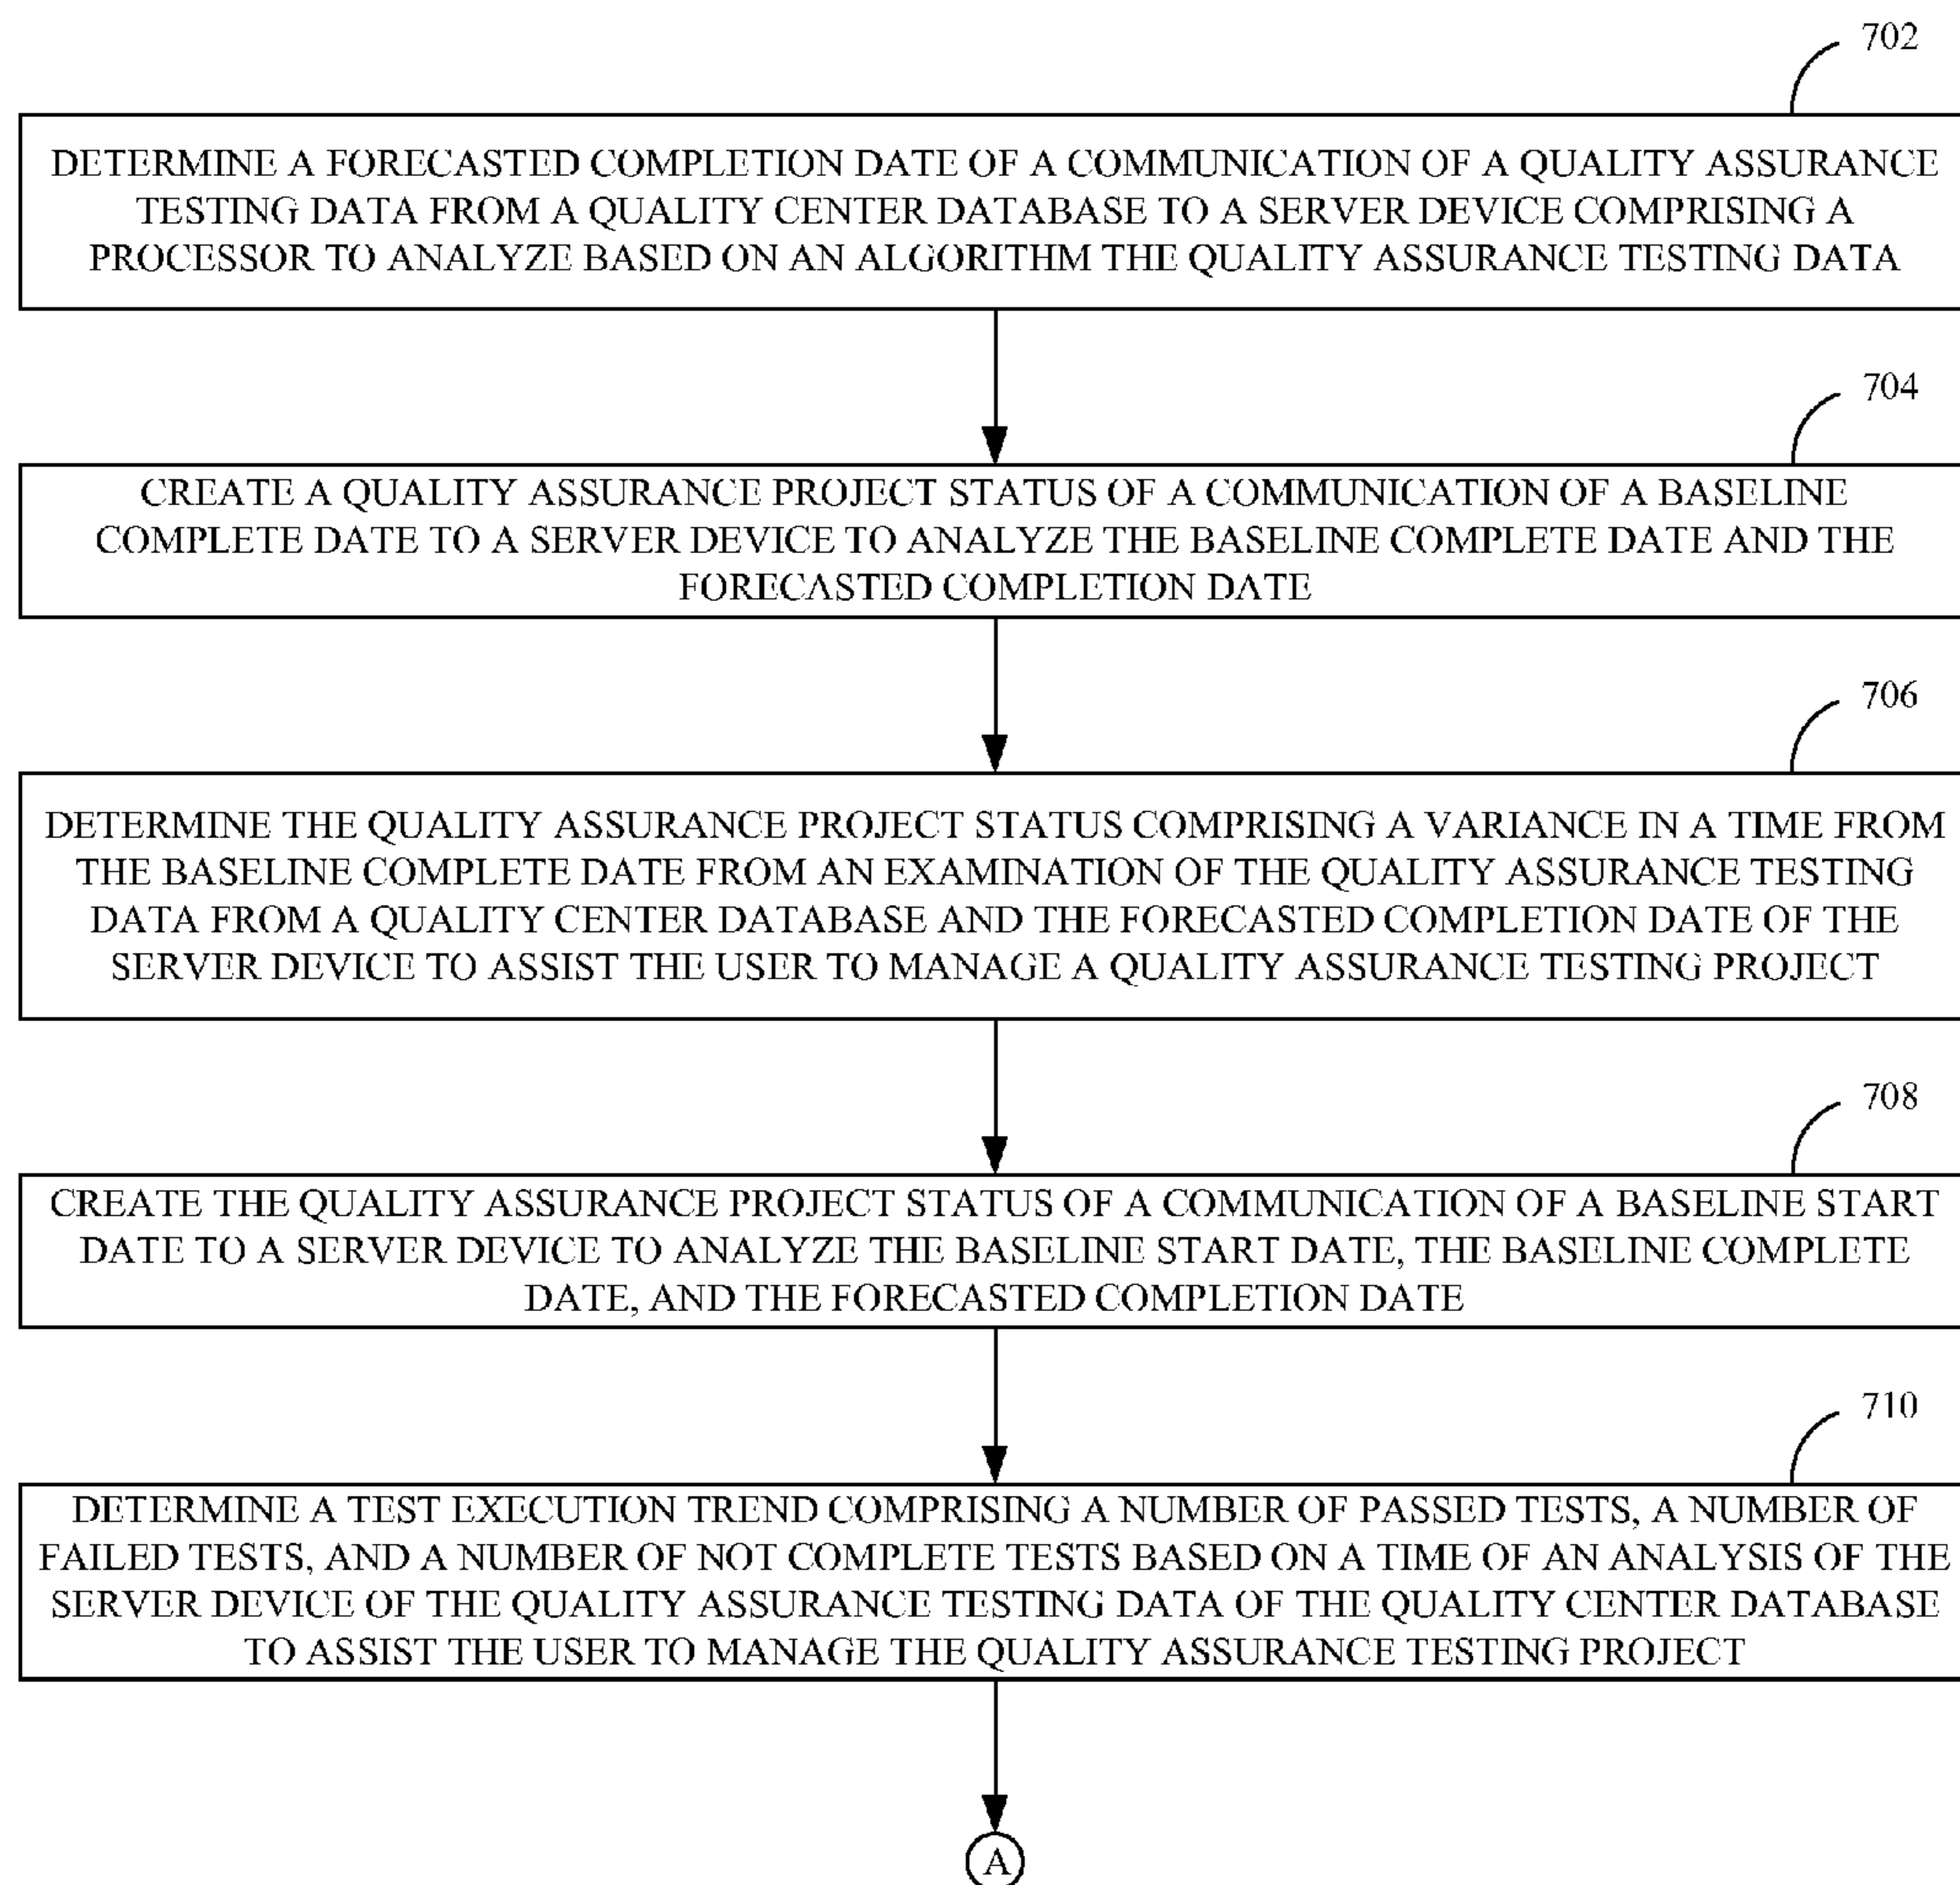 702
DETERMINE A FORECASTED COMPLETION DATE OF A COMMUNICATION OF A QUALITY ASSURANCE
TESTING DATA FROM A QUALITY CENTER DATABASE TO A SERVER DEVICE COMPRISING A
PROCESSOR TO ANALYZE BASED ON AN ALGORITHM THE QUALITY ASSURANCE TESTING DATA
704
CREATE A QUALITY ASSURANCE PROJECT STATUS OF A COMMUNICATION OF A BASELINE
COMPLETE DATE TO A SERVER DEVICE TO ANALYZE THE BASELINE COMPLETE DATE AND THE
FORECASTED COMPLETION DATE
706
DETERMINE THE QUALITY ASSURANCE PROJECT STATUS COMPRISING A VARIANCE IN A TIME FROM
THE BASELINE COMPLETE DATE FROM AN EXAMINATION OF THE QUALITY ASSURANCE TESTING
DATA FROM A QUALITY CENTER DATABASE AND THE FORECASTED COMPLETION DATE OF THE
SERVER DEVICE TO ASSIST THE USER TO MANAGE A QUALITY ASSURANCE TESTING PROJECT
708
CREATE THE QUALITY ASSURANCE PROJECT STATUS OF A COMMUNICATION OF A BASELINE START
DATE TO A SERVER DEVICE TO ANALYZE THE BASELINE START DATE, THE BASELINE COMPLETE
DATE, AND THE FORECASTED COMPLETION DATE
710
DETERMINE A TEST EXECUTION TREND COMPRISING A NUMBER OF PASSED TESTS, A NUMBER OF
FAILED TESTS, AND A NUMBER OF NOT COMPLETE TESTS BASED ON A TIME OF AN ANALYSIS OF THE
SERVER DEVICE OF THE QUALITY ASSURANCE TESTING DATA OF THE QUALITY CENTER DATABASE
TO ASSIST THE USER TO MANAGE THE QUALITY ASSURANCE TESTING PROJECT
A